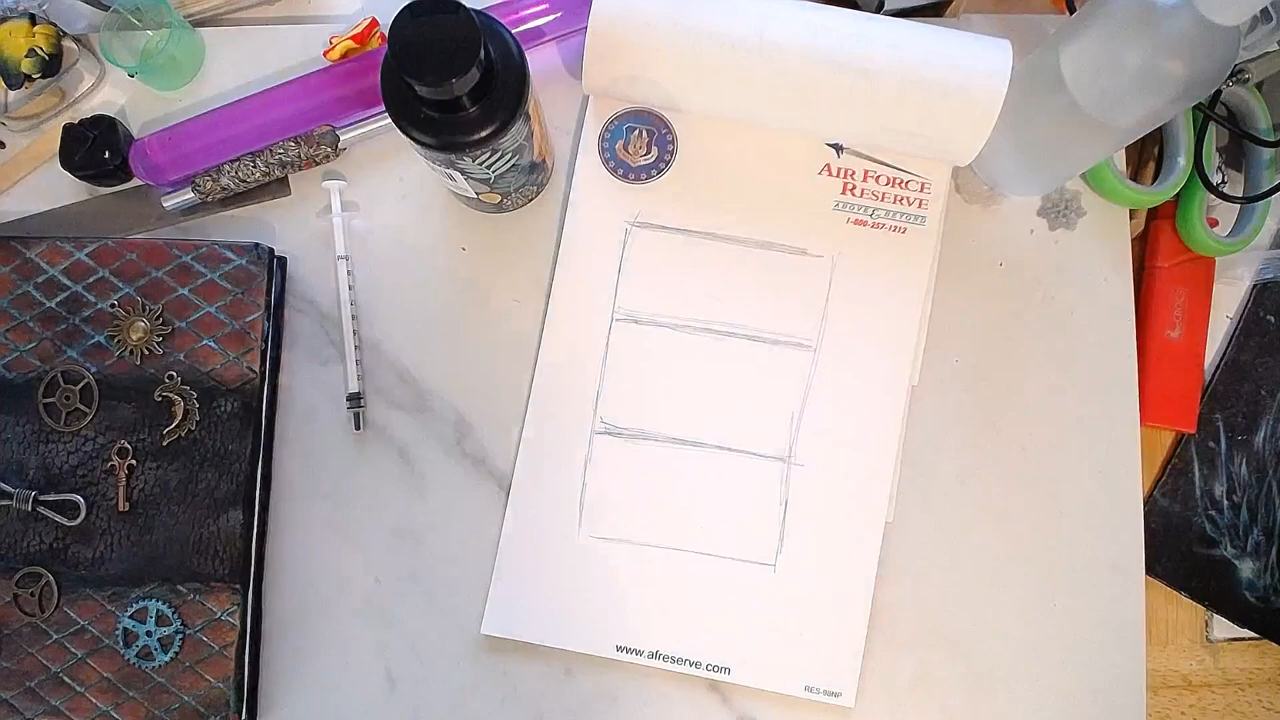 AIR FORCE
RESERVE
ABOVE & BEYOND
1-800-257-1212
www.afreserve.com
RES-98NP